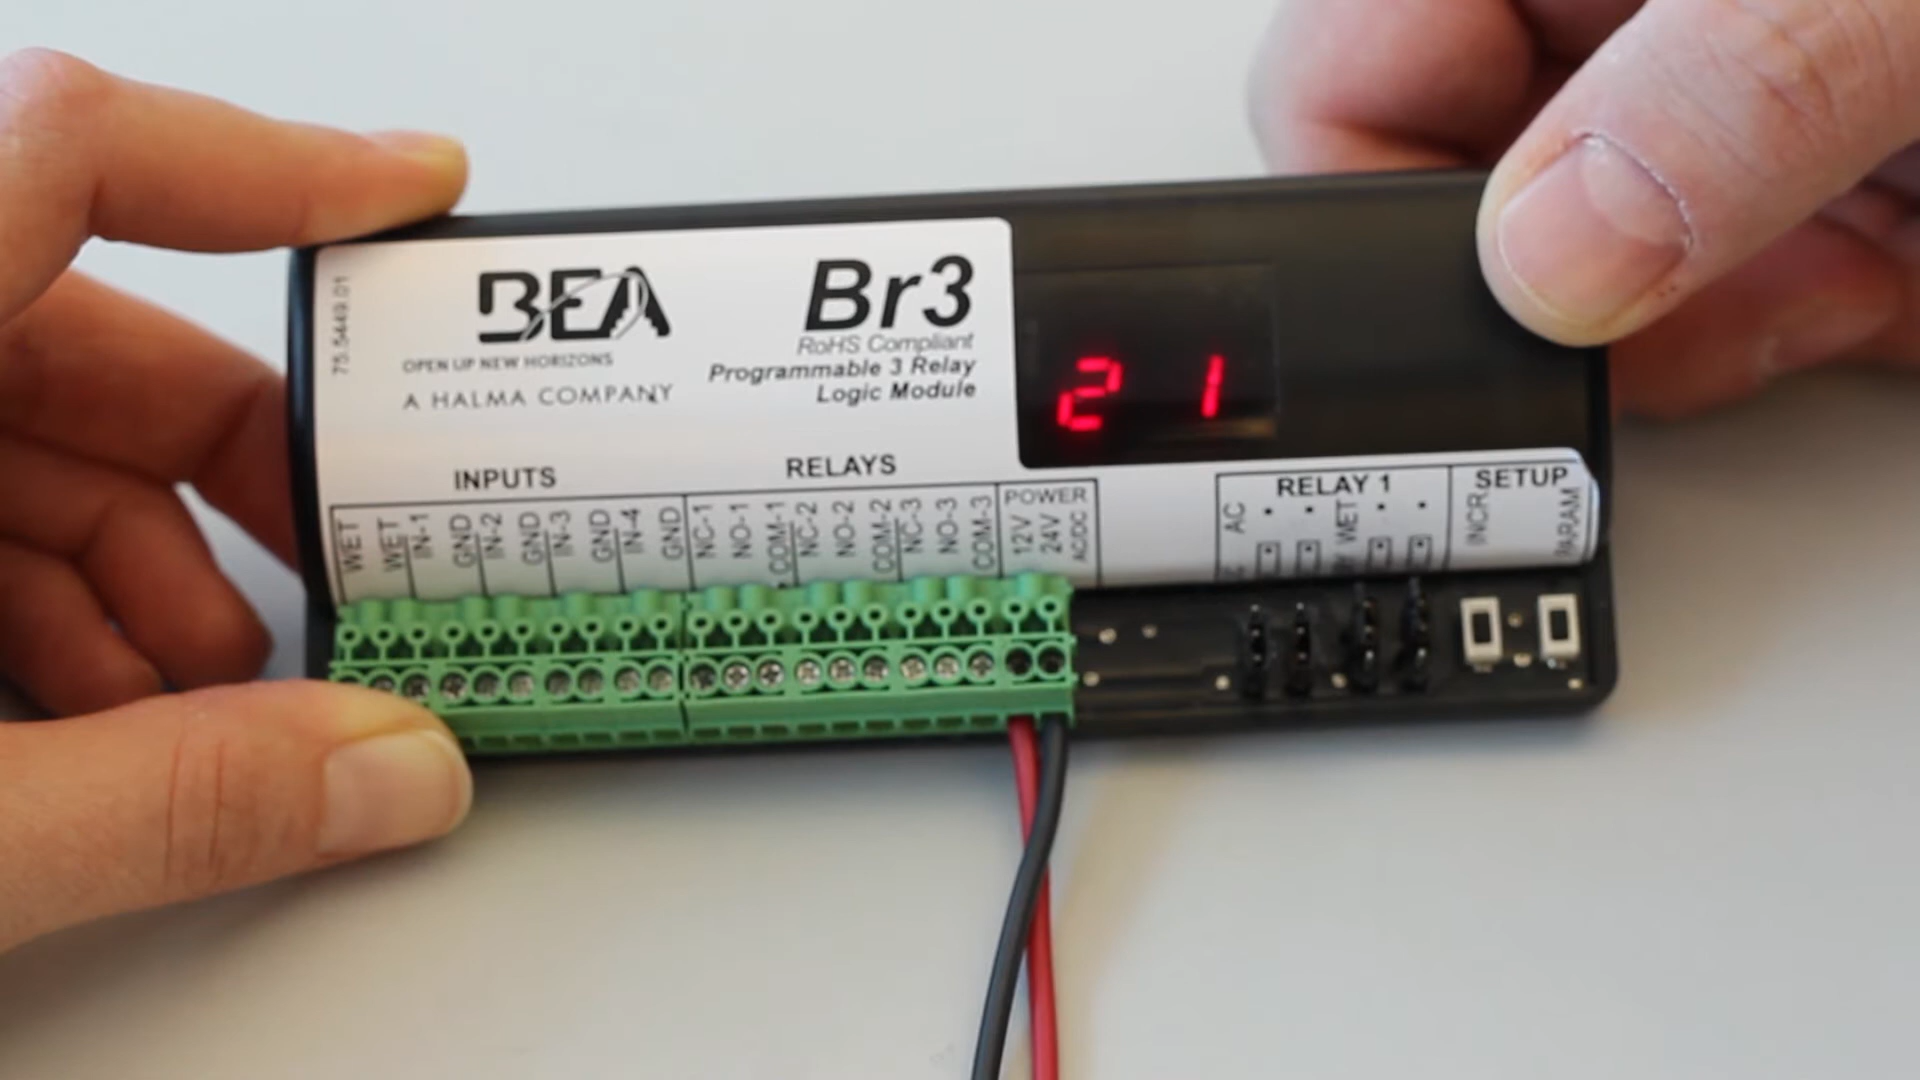 75.5449.01
BEA
OPEN UP NEW HORIZONS
A HALMA COMPANY
Br3
RoHS Compliant
Programmable 3 Relay
Logic Module
21
INPUTS
WET
WET
IN-1
GND
IN-2
GND
IN-3
GND
IN-4
GND
RELAYS
NC-1
NO-1
COM-1
NC-2
NO-2
COM-2
NC-3
NO-3
COM-3
POWER
12V
24V
AC/DC
RELAY 1
AC
WET
SETUP
INCR
PARAM